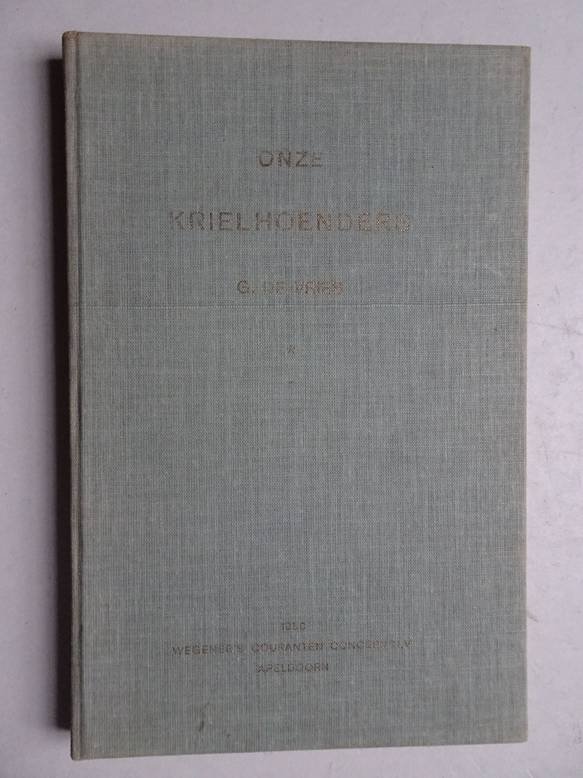 ONZE
KRIELHOENDERS
G. DE VRIES
*
WEGENER'S COURANTEN CONCERN N.V.
APELDOORN